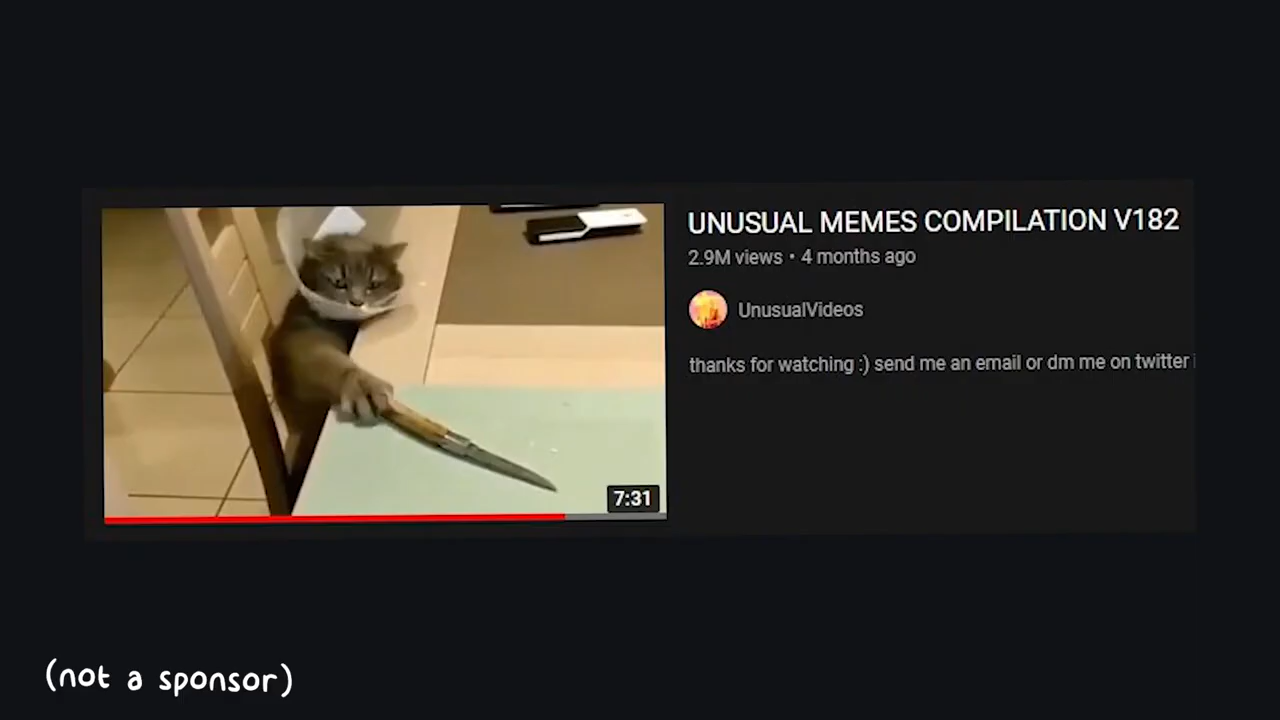 UNUSUAL MEMES COMPILATION V182
2.9M views • 4 months ago
UnusualVideos
thanks for watching :) send me an email or dm me on twitter
7:31
(not a sponsor)